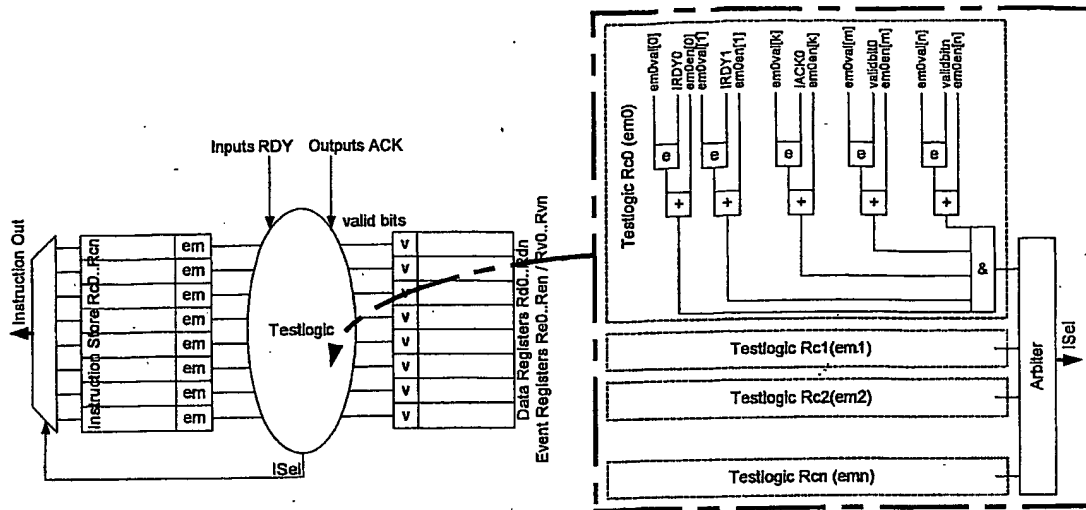 Inputs RDY
Outputs ACK
valid bits
Instruction Out
Instruction Store Rc0..Rcn
em
em
em
em
em
em
em
em
Testlogic
v
v
v
v
v
v
v
v
Data Registers Rd0...Rdn
Event Registers Re0..Ren / Rv0..Rvn
ISel
Testlogic Rc0 (em0)
em0val[0]
IRDY0
em0en[0]
em0val[1]
IRDY1
em0en[1]
em0val[k]
IACK0
em0en[k]
em0val[m]
validbit0
em0en[m]
em0val[n]
validbitn
em0en[n]
e
e
e
e
e
+
+
+
+
+
&
Testlogic Rc1(em1)
Testlogic Rc2(em2)
Testlogic Rcn (emn)
Arbiter
ISel